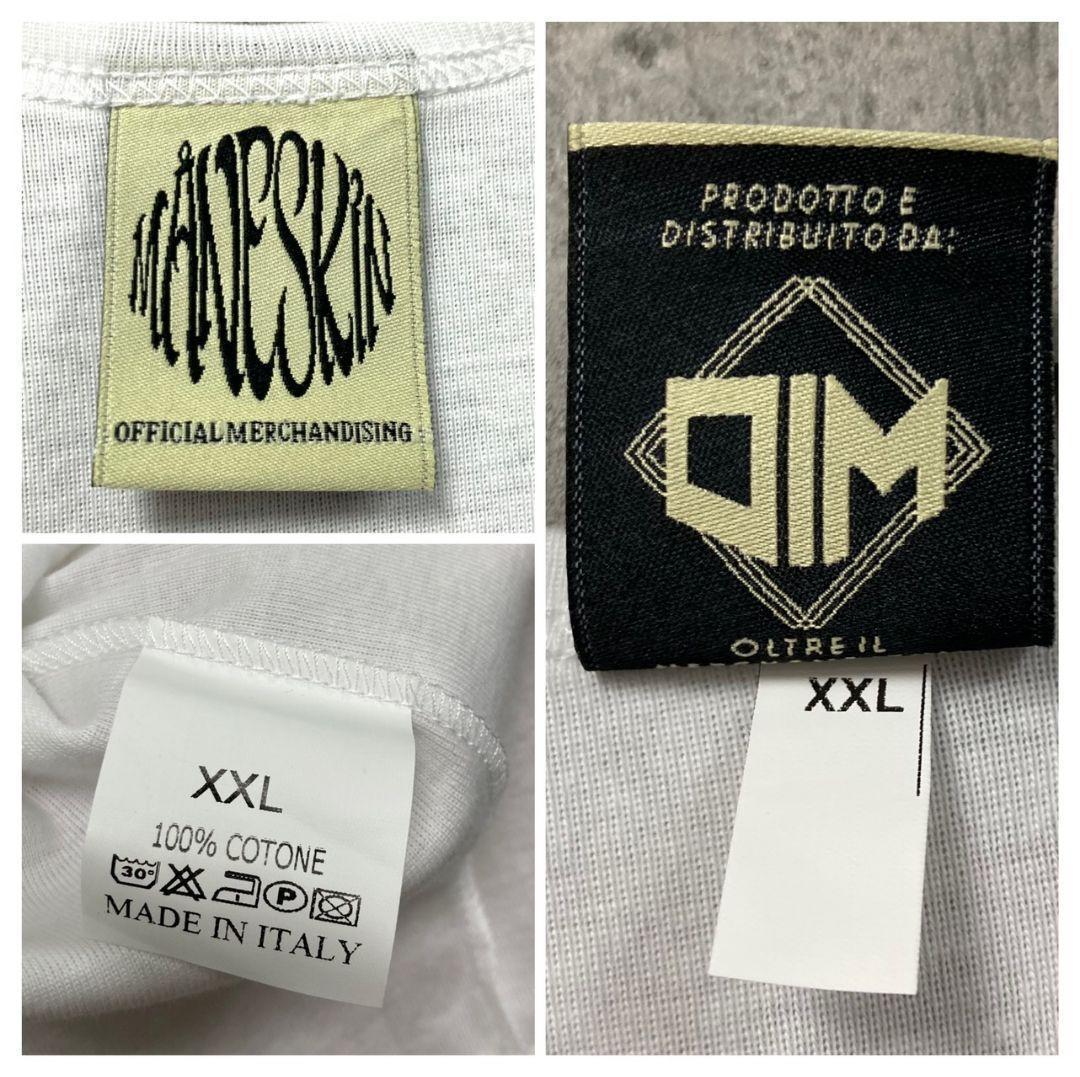 MÅNESKIN
OFFICIAL MERCHANDISING
PRODOTTO E
DISTRIBUITO DA:
OIM
OLTRE IL
XXL
XXL
100% COTONE
30°
P
MADE IN ITALY